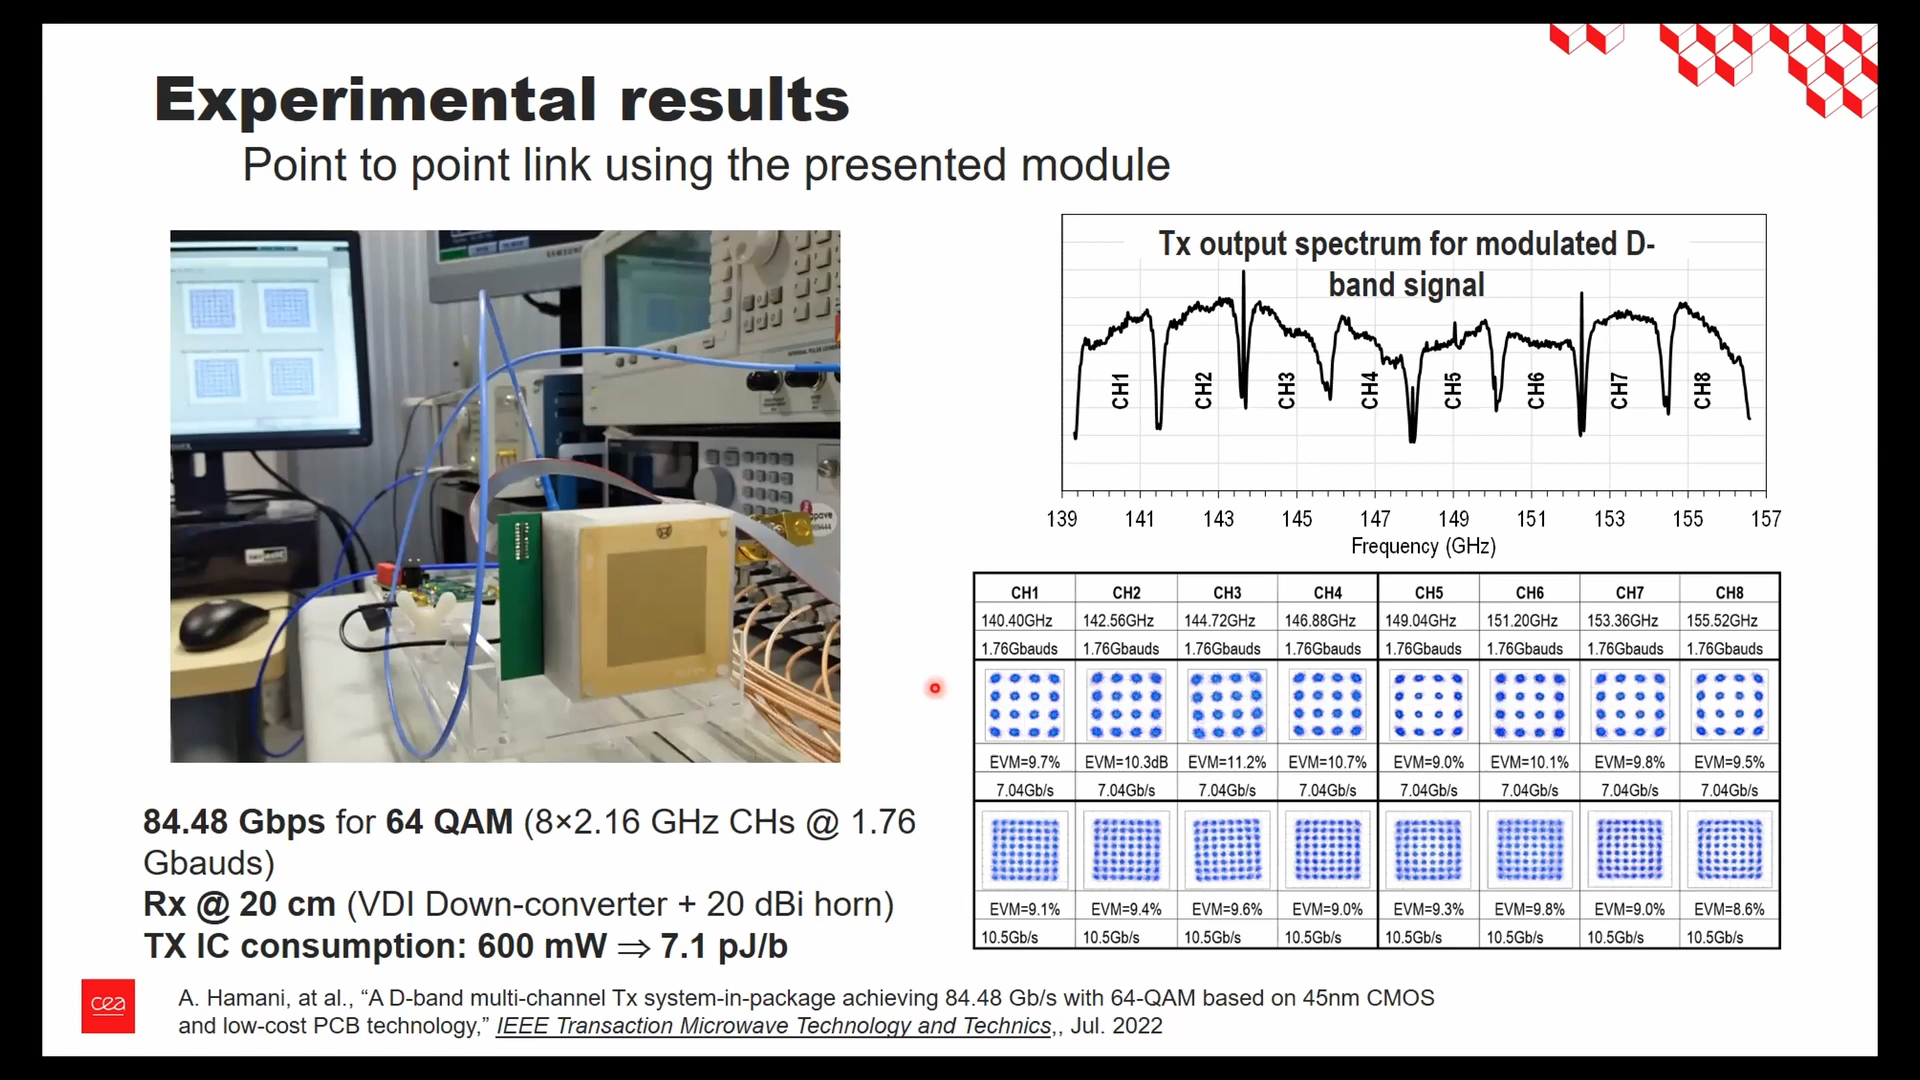 Experimental results
Point to point link using the presented module
Tx output spectrum for modulated D-
band signal
CH1 CH2 CH3 CH4 CH5 CH6 CH7 CH8
139 141 143 145 147 149 151 153 155 157
Frequency (GHz)
CH1 CH2 CH3 CH4 CH5 CH6 CH7 CH8
140.40GHz 142.56GHz 144.72GHz 146.88GHz 149.04GHz 151.20GHz 153.36GHz 155.52GHz
1.76Gbauds 1.76Gbauds 1.76Gbauds 1.76Gbauds 1.76Gbauds 1.76Gbauds 1.76Gbauds 1.76Gbauds
EVM=9.7% EVM=10.3dB EVM=11.2% EVM=10.7% EVM=9.0% EVM=10.1% EVM=9.8% EVM=9.5%
7.04Gb/s 7.04Gb/s 7.04Gb/s 7.04Gb/s 7.04Gb/s 7.04Gb/s 7.04Gb/s 7.04Gb/s
EVM=9.1% EVM=9.4% EVM=9.6% EVM=9.0% EVM=9.3% EVM=9.8% EVM=9.0% EVM=8.6%
10.5Gb/s 10.5Gb/s 10.5Gb/s 10.5Gb/s 10.5Gb/s 10.5Gb/s 10.5Gb/s 10.5Gb/s
84.48 Gbps for 64 QAM (8×2.16 GHz CHs @ 1.76
Gbauds)
Rx @ 20 cm (VDI Down-converter + 20 dBi horn)
TX IC consumption: 600 mW ⇒ 7.1 pJ/b
cea
A. Hamani, at al., “A D-band multi-channel Tx system-in-package achieving 84.48 Gb/s with 64-QAM based on 45nm CMOS
and low-cost PCB technology,” IEEE Transaction Microwave Technology and Technics,, Jul. 2022